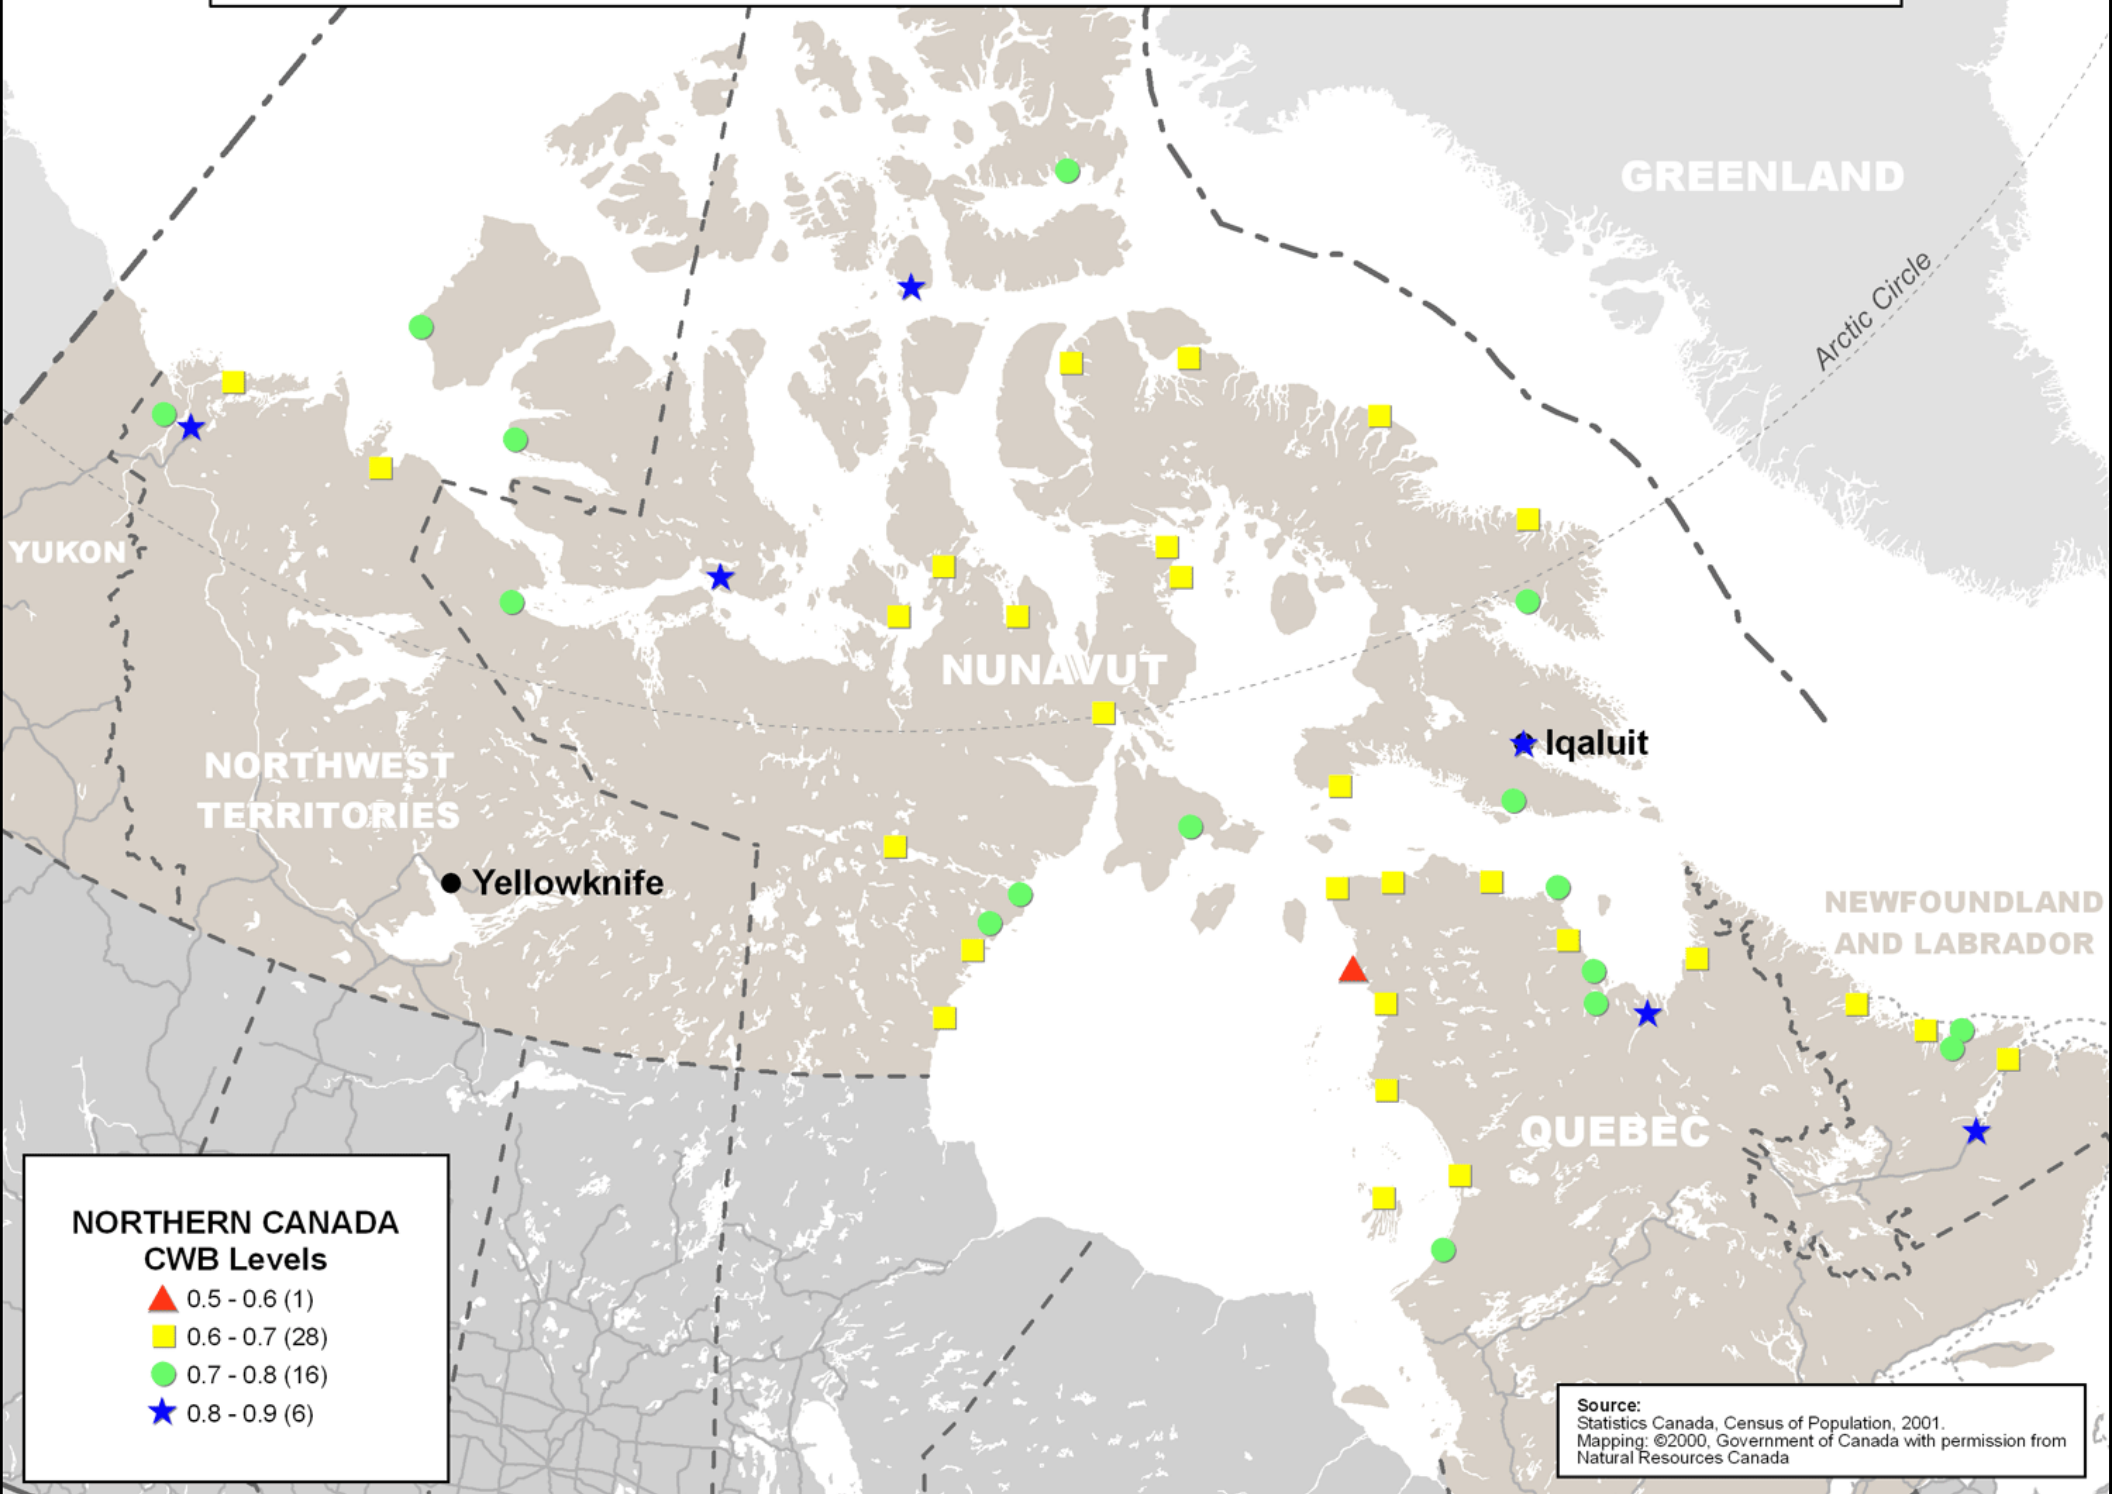 GREENLAND
Arctic Circle
YUKON
NUNAVUT
Iqaluit
NORTHWEST
TERRITORIES
Yellowknife
NEWFOUNDLAND
AND LABRADOR
QUEBEC
NORTHERN CANADA
CWB Levels
0.5 - 0.6 (1)
0.6 - 0.7 (28)
0.7 - 0.8 (16)
0.8 - 0.9 (6)
Source:
Statistics Canada, Census of Population, 2001.
Mapping: ©2000, Government of Canada with permission from
Natural Resources Canada